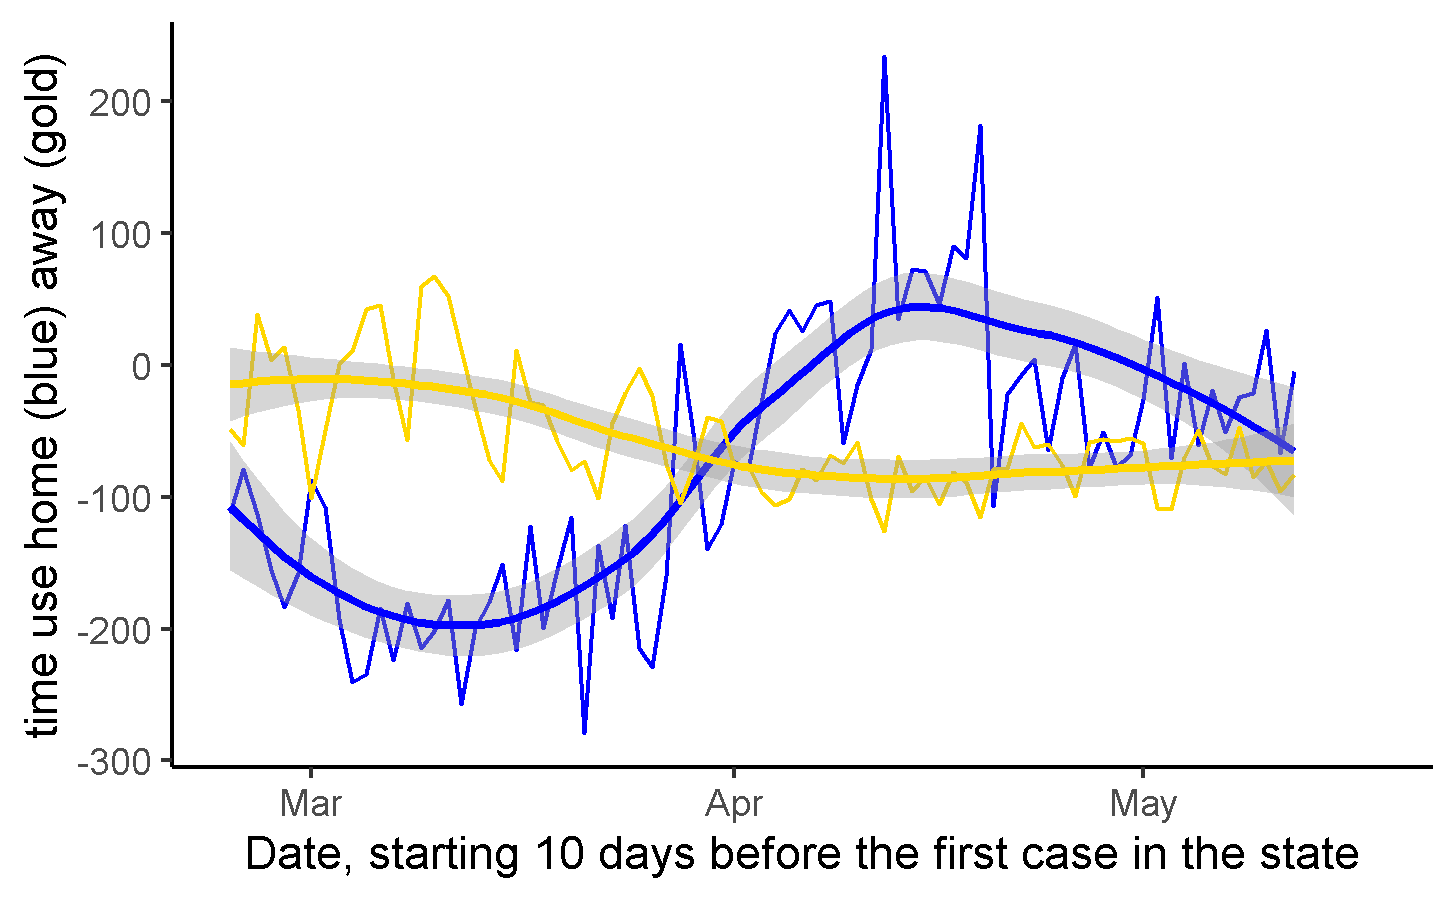 time use home (blue) away (gold)
200
100
0
-100
-200
-300
Mar
Apr
May
Date, starting 10 days before the first case in the state